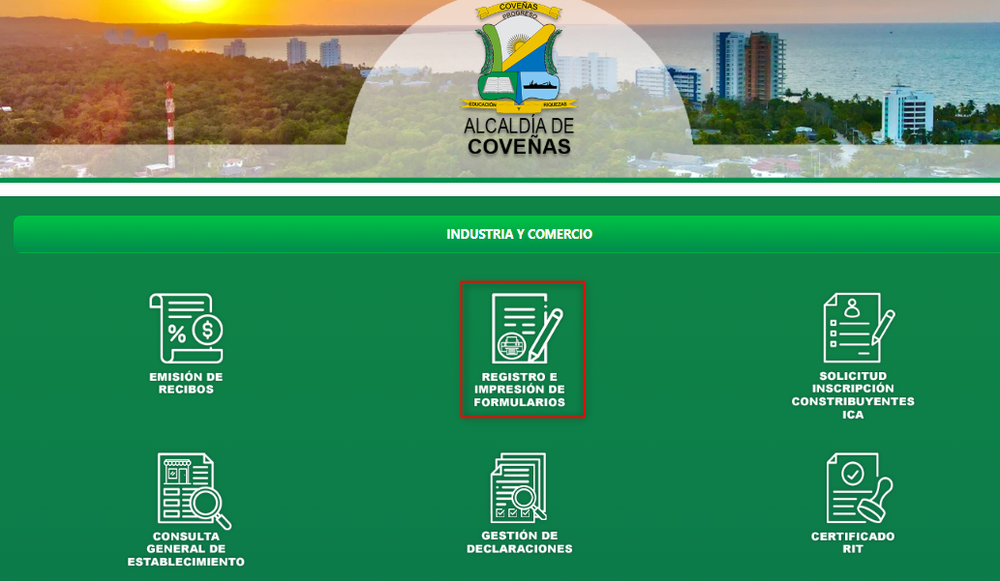 COVEÑAS
PROGRESO
EDUCACIÓN Y RIQUEZAS
ALCALDÍA DE
COVEÑAS
INDUSTRIA Y COMERCIO
EMISIÓN DE
RECIBOS
REGISTRO E
IMPRESIÓN DE
FORMULARIOS
SOLICITUD
INSCRIPCIÓN
CONSTRIBUYENTES
ICA
CONSULTA
GENERAL DE
ESTABLECIMIENTO
GESTIÓN DE
DECLARACIONES
CERTIFICADO
RIT